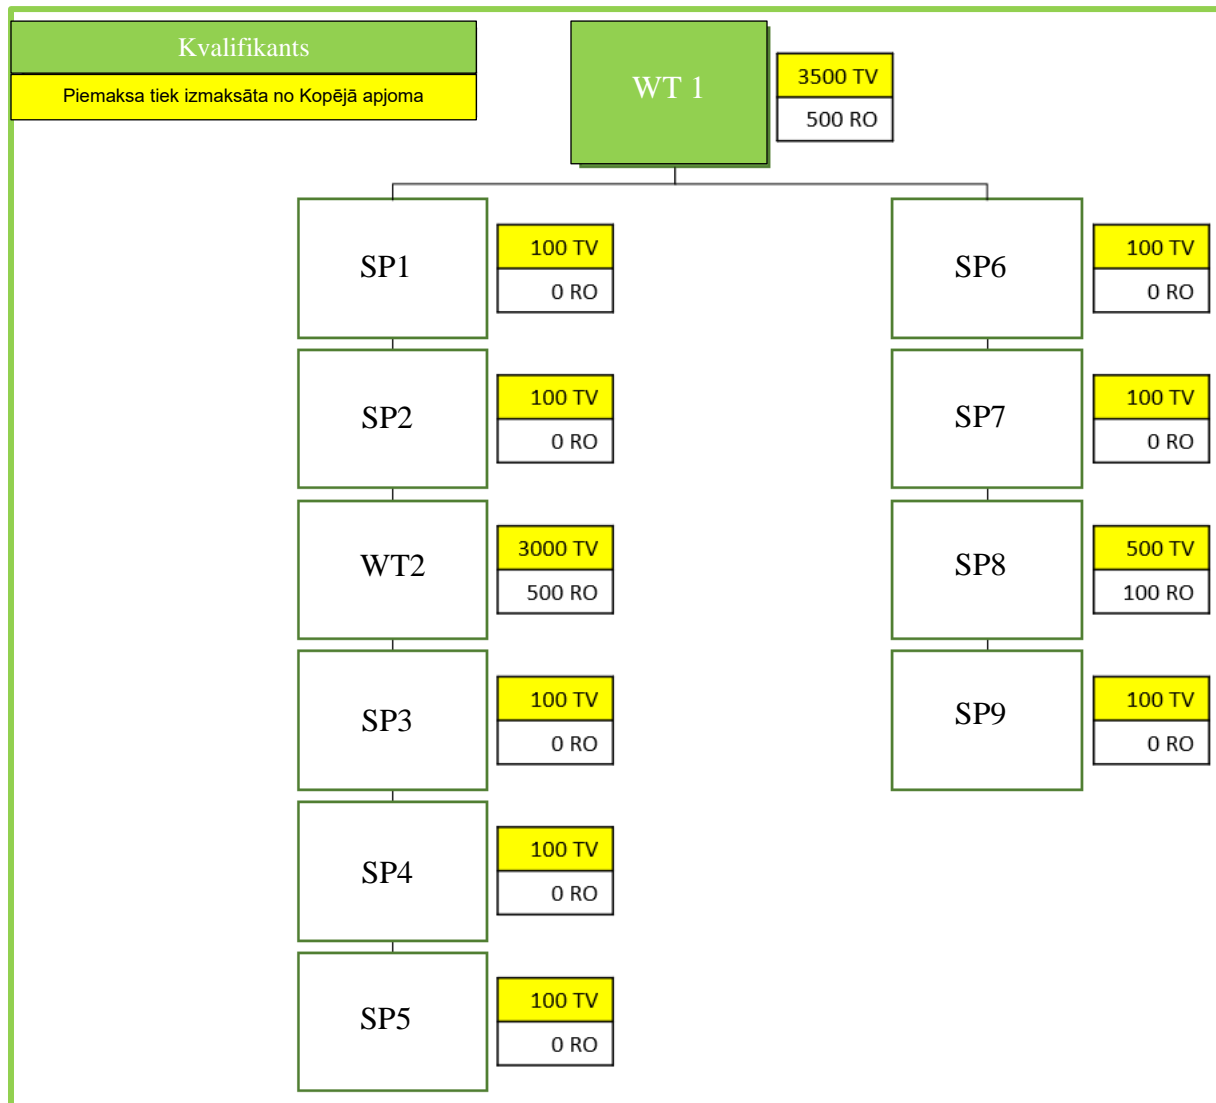 Kvalifikants
Piemaksa tiek izmaksāta no Kopējā apjoma
WT 1
3500 TV
500 RO
SP1
100 TV
0 RO
SP2
100 TV
0 RO
WT2
3000 TV
500 RO
SP3
100 TV
0 RO
SP4
100 TV
0 RO
SP5
100 TV
0 RO
SP6
100 TV
0 RO
SP7
100 TV
0 RO
SP8
500 TV
100 RO
SP9
100 TV
0 RO